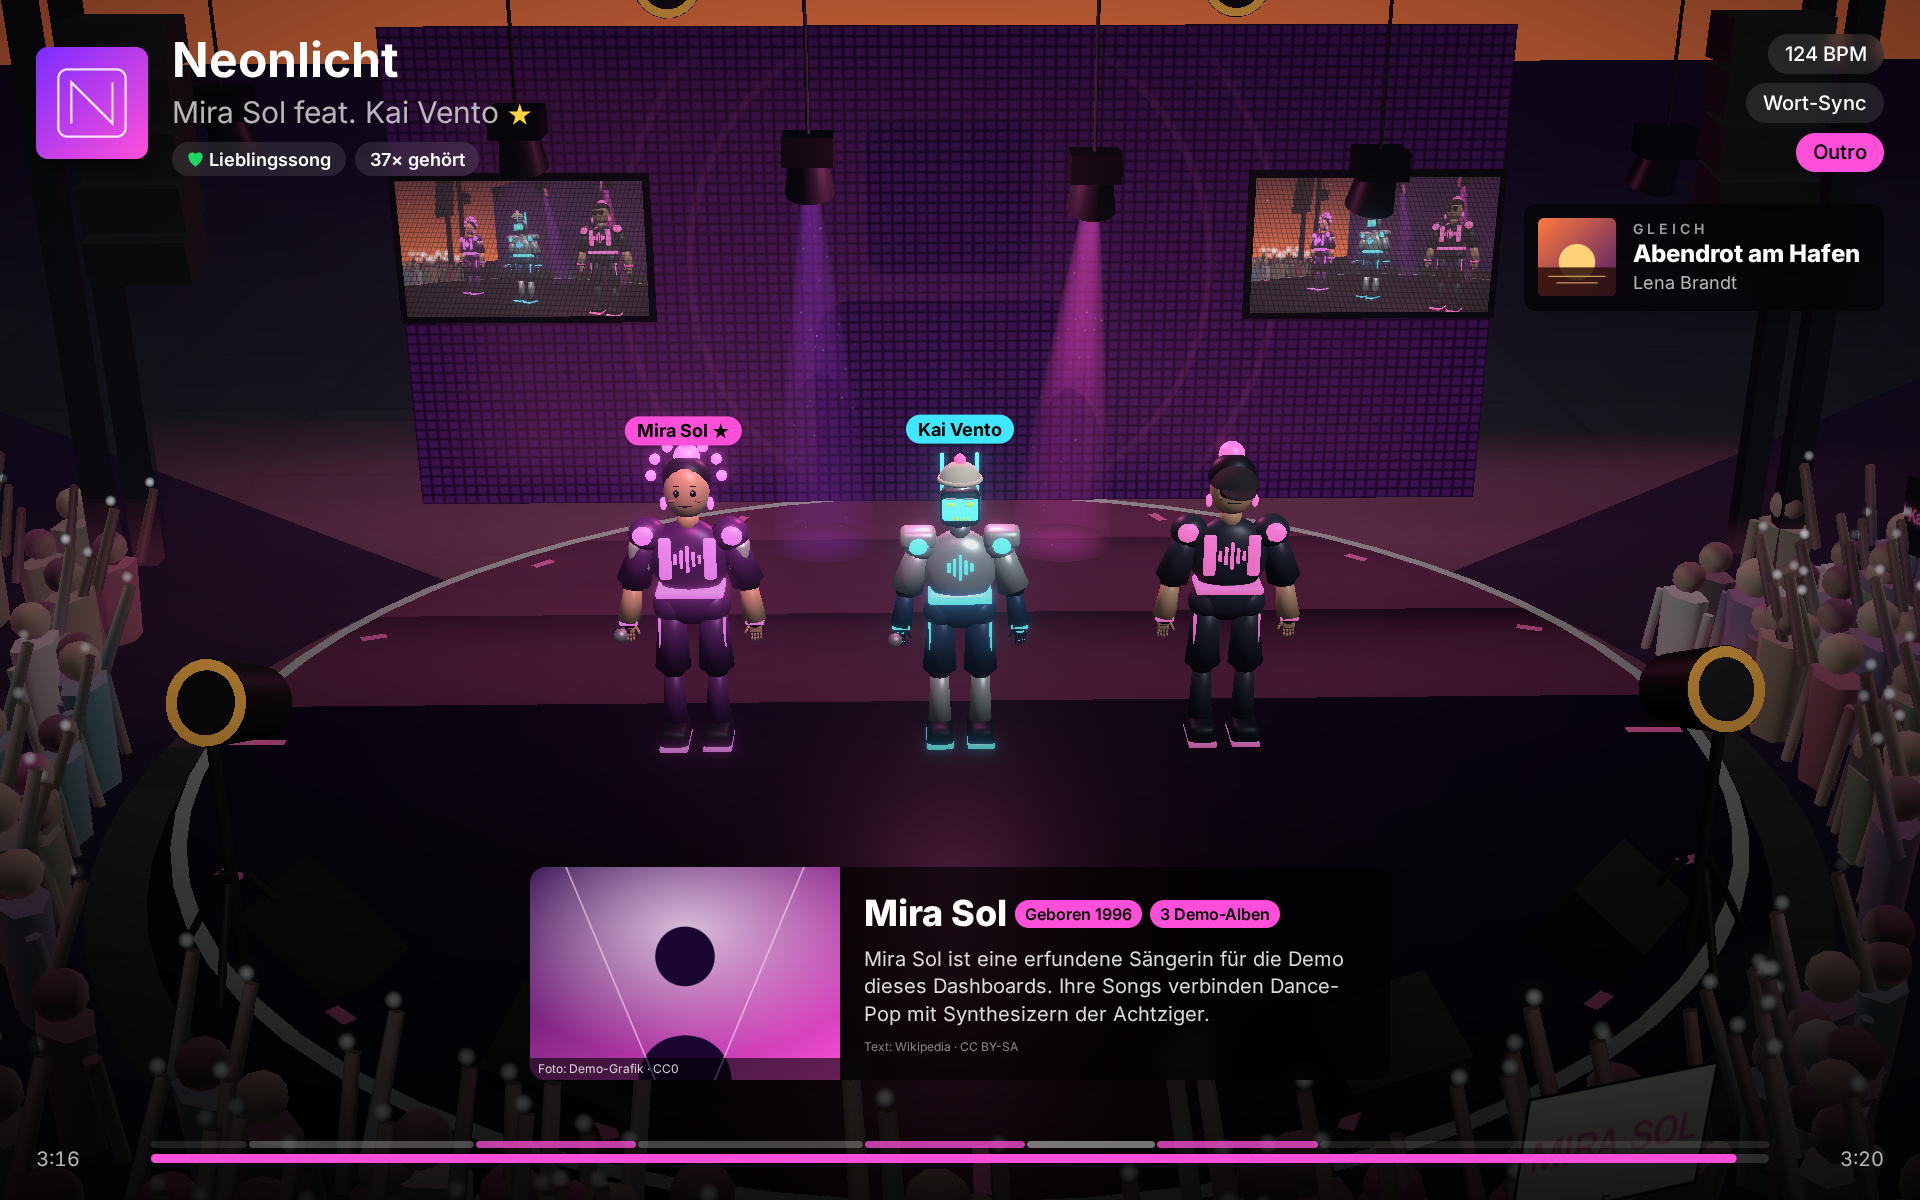 Neonlicht
Mira Sol feat. Kai Vento ★
Lieblingssong
37× gehört
124 BPM
Wort-Sync
Outro
GLEICH
Abendrot am Hafen
Lena Brandt
Mira Sol ★
Kai Vento
Mira Sol
Geboren 1996
3 Demo-Alben
Mira Sol ist eine erfundene Sängerin für die Demo
dieses Dashboards. Ihre Songs verbinden Dance-
Pop mit Synthesizern der Achtziger.
Text: Wikipedia · CC BY-SA
Foto: Demo-Grafik · CC0
MIRA SOL
3:16
3:20